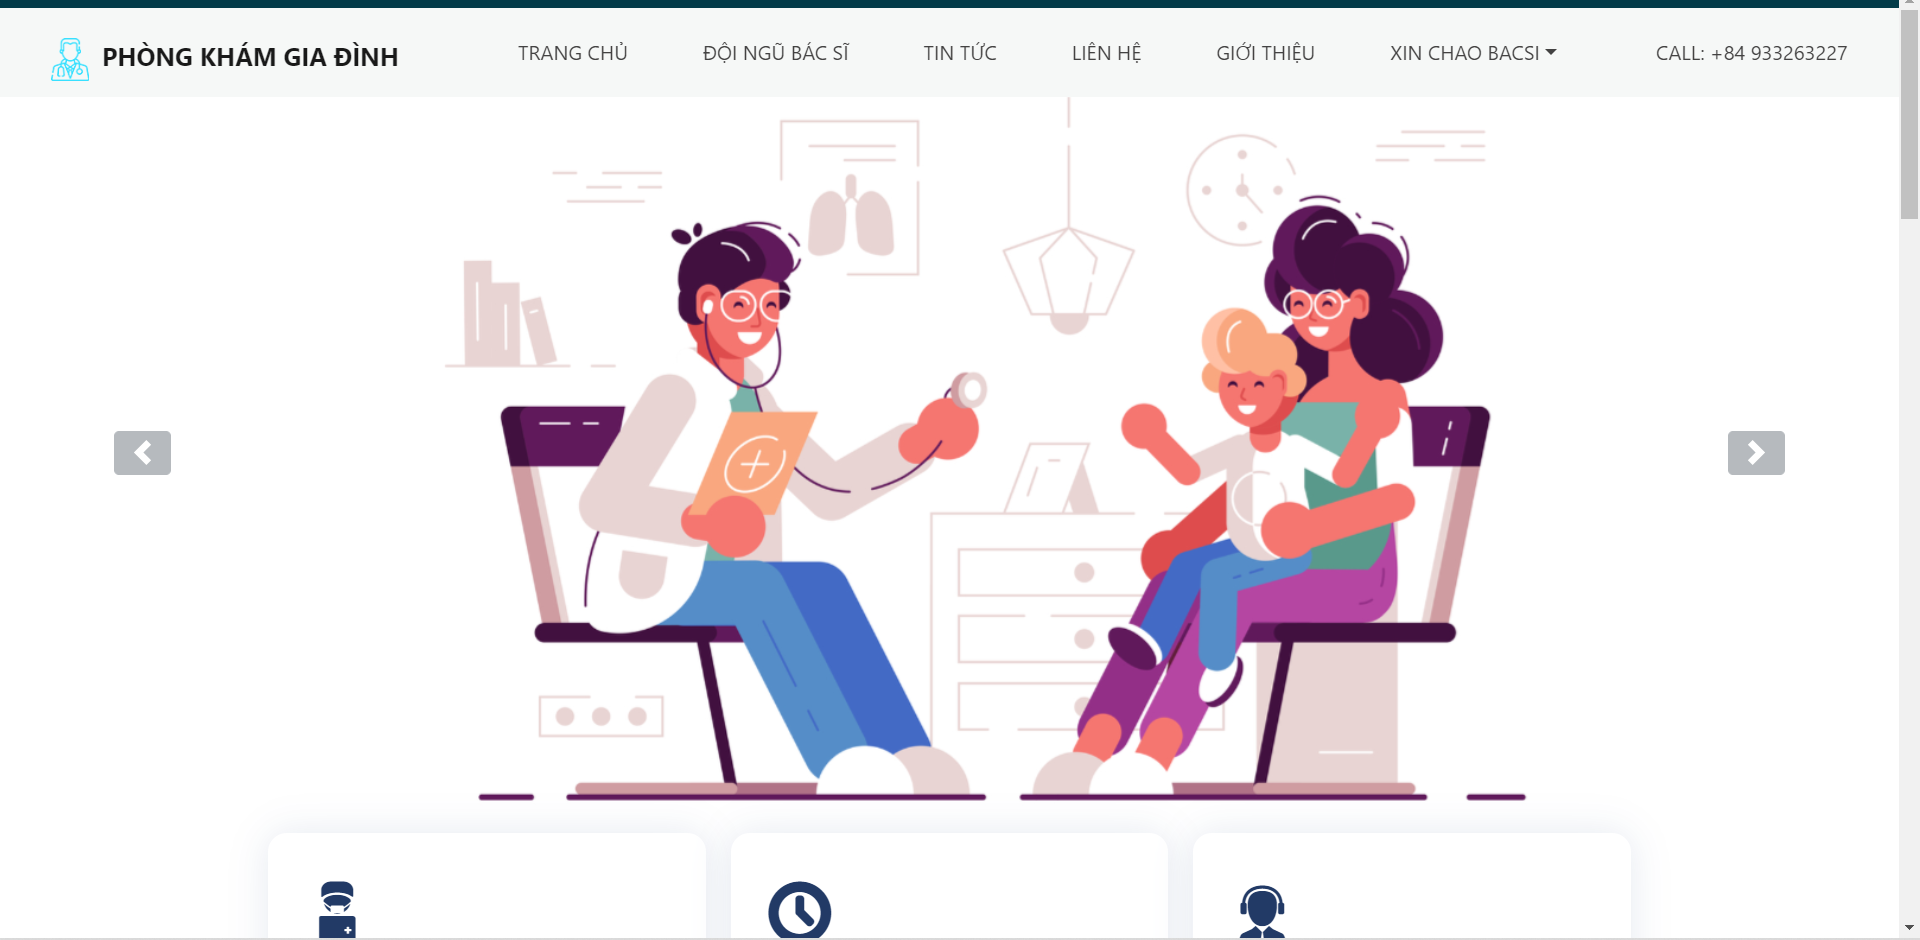 PHÒNG KHÁM GIA ĐÌNH
TRANG CHỦ
ĐỘI NGŨ BÁC SĨ
TIN TỨC
LIÊN HỆ
GIỚI THIỆU
XIN CHAO BACSI
CALL: +84 933263227